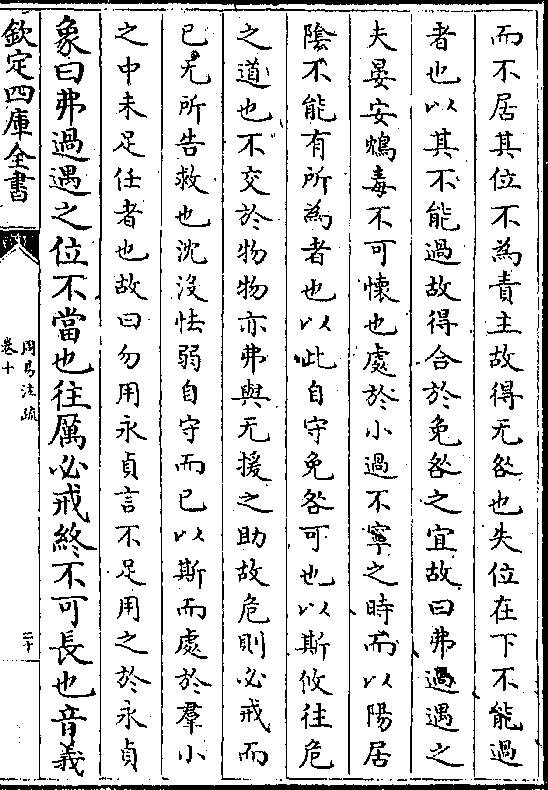 而不居其位不為責主故得无咎也失位在下不能過
者也以其不能過故得合於免咎之宜故曰弗過遇之
夫晏安鴆毒不可懷也處於小過不寧之時而以陽居
隂不能有所為者也以此自守免咎可也以斯攸往危
之道也不交於物物亦弗與无援之助故危則必戒而
已无所告救也沈沒怯弱自守而已以斯而處於羣小
之中未足任者也故曰勿用永貞言不足用之於永貞
象曰弗過遇之位不當也往厲必戒終不可長也音義
欽定四庫全書
周易注疏
卷十
二十